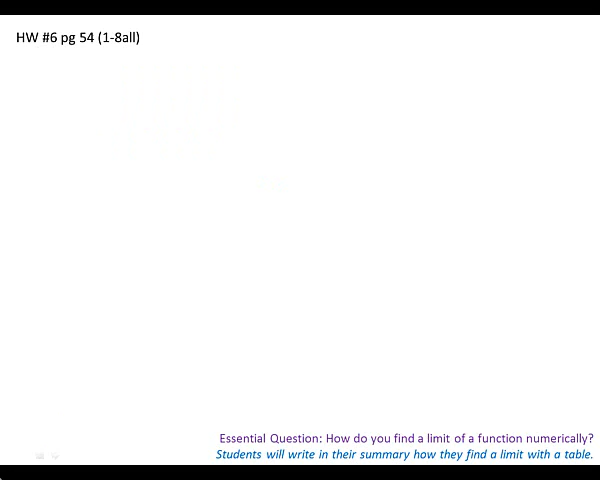 HW #6 pg 54 (1-8all)
Essential Question: How do you find a limit of a function numerically?
Students will write in their summary how they find a limit with a table.